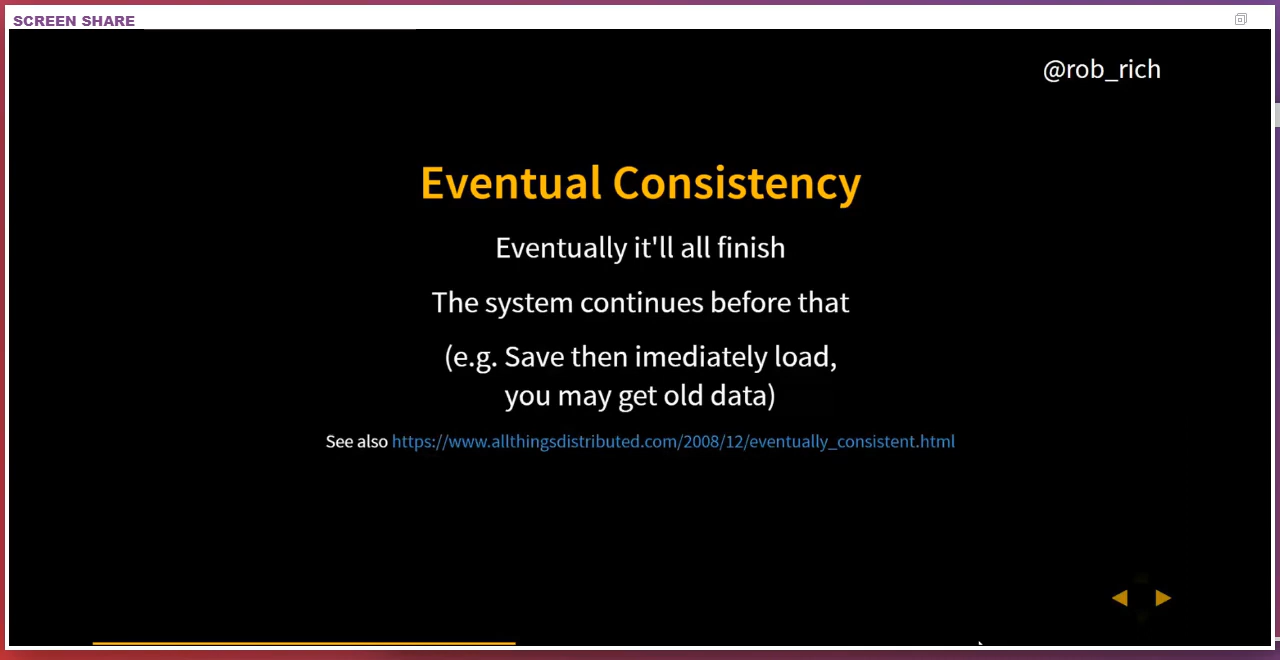 SCREEN SHARE
@rob_rich
Eventual Consistency
Eventually it'll all finish
The system continues before that
(e.g. Save then imediately load,
you may get old data)
See also https://www.allthingsdistributed.com/2008/12/eventually_consistent.html